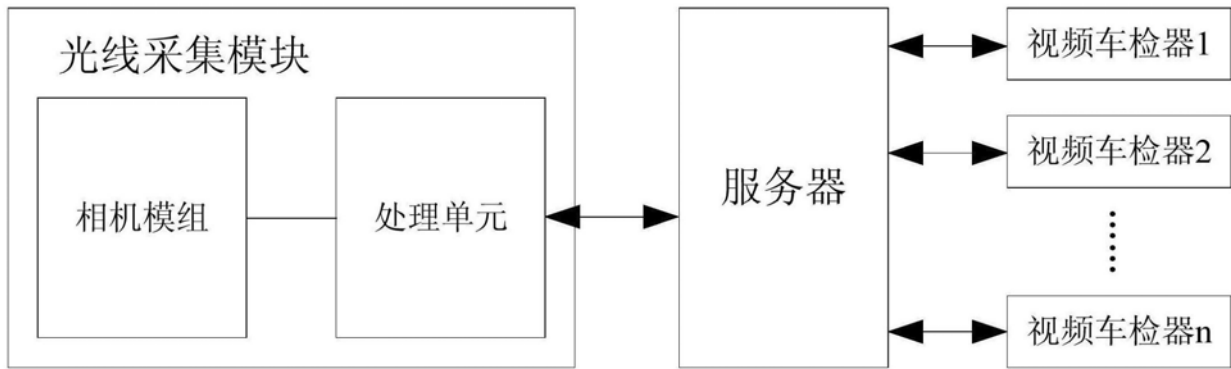 光线采集模块
相机模组
处理单元
服务器
视频车检器1
视频车检器2
视频车检器n